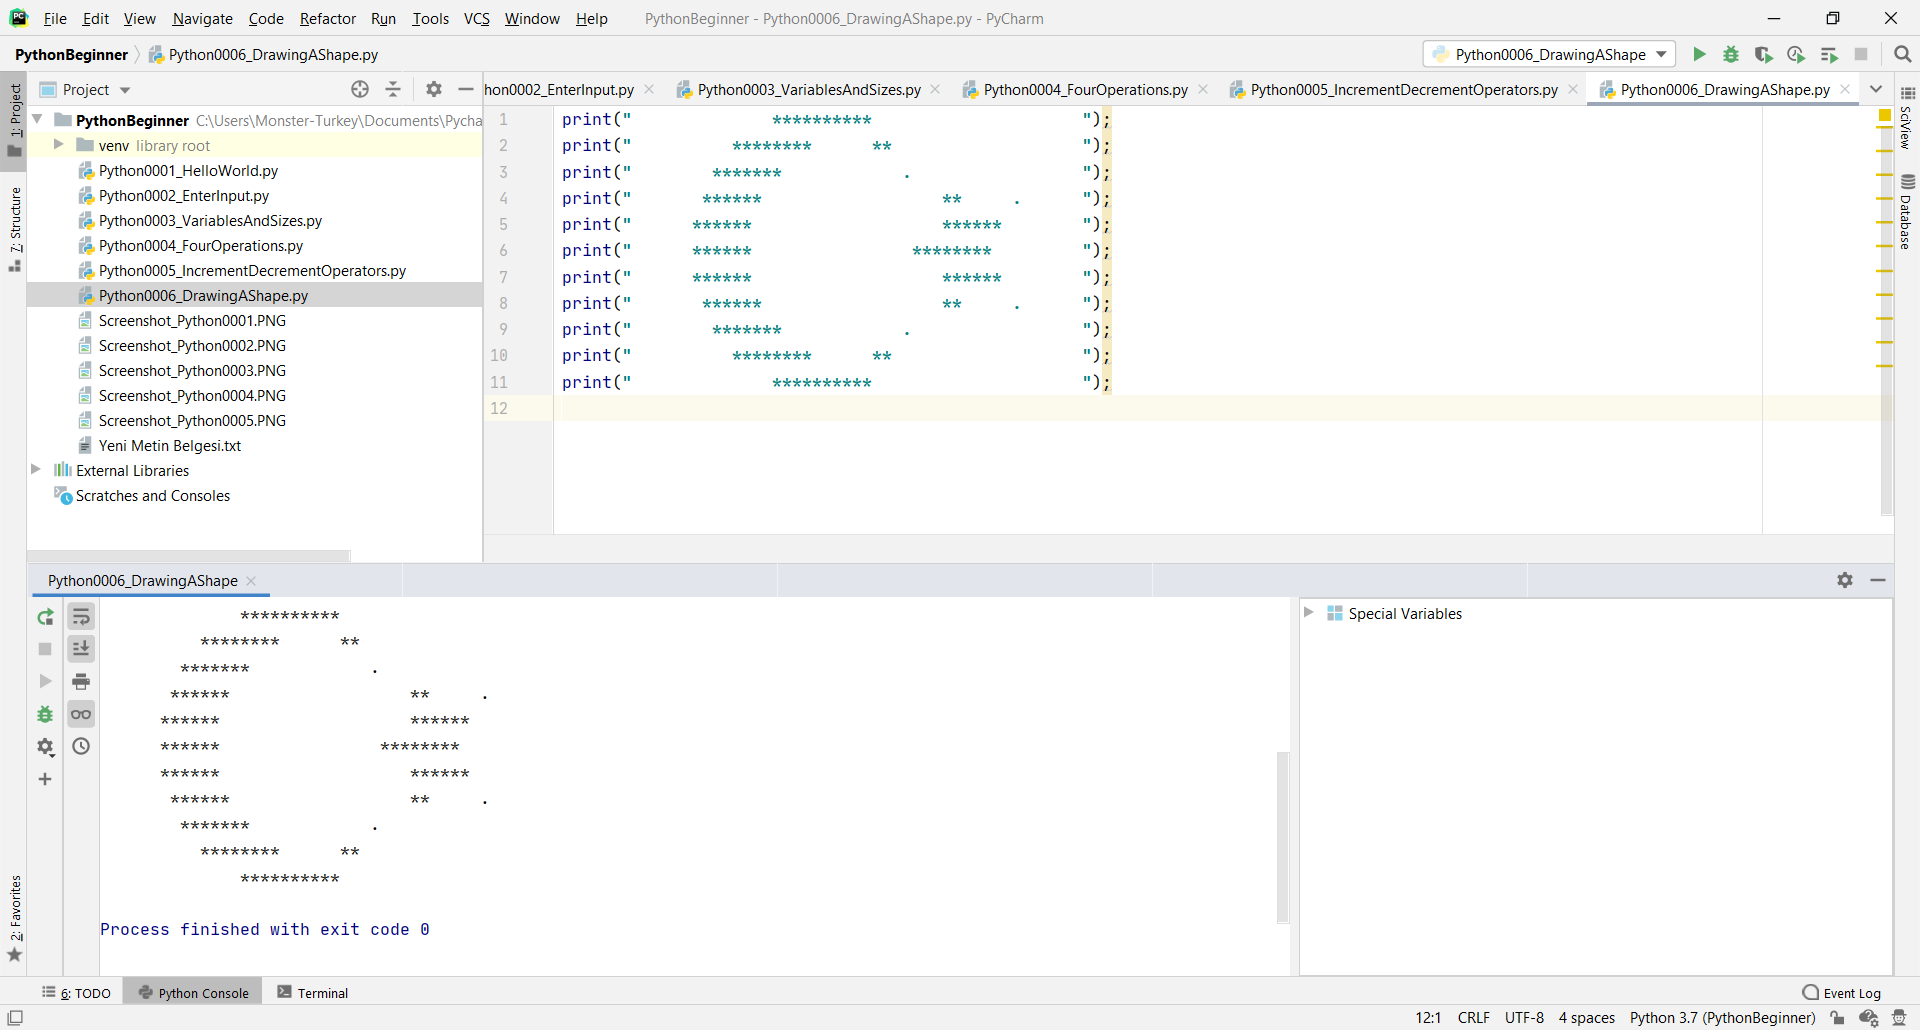 PC File Edit View Navigate Code Refactor Run Tools VCS Window Help PythonBeginner - Python0006_DrawingAShape.py - PyCharm
PythonBeginner Python0006_DrawingAShape.py Python0006_DrawingAShape
1: Project
7: Structure
2: Favorites
Project
PythonBeginner C:\Users\Monster-Turkey\Documents\Pycha
venv library root
Python0001_HelloWorld.py
Python0002_EnterInput.py
Python0003_VariablesAndSizes.py
Python0004_FourOperations.py
Python0005_IncrementDecrementOperators.py
Python0006_DrawingAShape.py
Screenshot_Python0001.PNG
Screenshot_Python0002.PNG
Screenshot_Python0003.PNG
Screenshot_Python0004.PNG
Screenshot_Python0005.PNG
Yeni Metin Belgesi.txt
External Libraries
Scratches and Consoles
hon0002_EnterInput.py Python0003_VariablesAndSizes.py Python0004_FourOperations.py Python0005_IncrementDecrementOperators.py Python0006_DrawingAShape.py
1 print("              **********                     ");
2 print("          ********      **                   ");
3 print("        *******            .                 ");
4 print("       ******                  **     .      ");
5 print("      ******                   ******        ");
6 print("      ******                ********         ");
7 print("      ******                   ******        ");
8 print("       ******                  **     .      ");
9 print("        *******            .                 ");
10 print("          ********      **                   ");
11 print("              **********                     ");
12
SciView
Database
Python0006_DrawingAShape
              **********
          ********      **
        *******            .
       ******                  **     .
      ******                   ******
      ******                ********
      ******                   ******
       ******                  **     .
        *******            .
          ********      **
              **********
Process finished with exit code 0
Special Variables
6: TODO Python Console Terminal Event Log
12:1 CRLF UTF-8 4 spaces Python 3.7 (PythonBeginner)